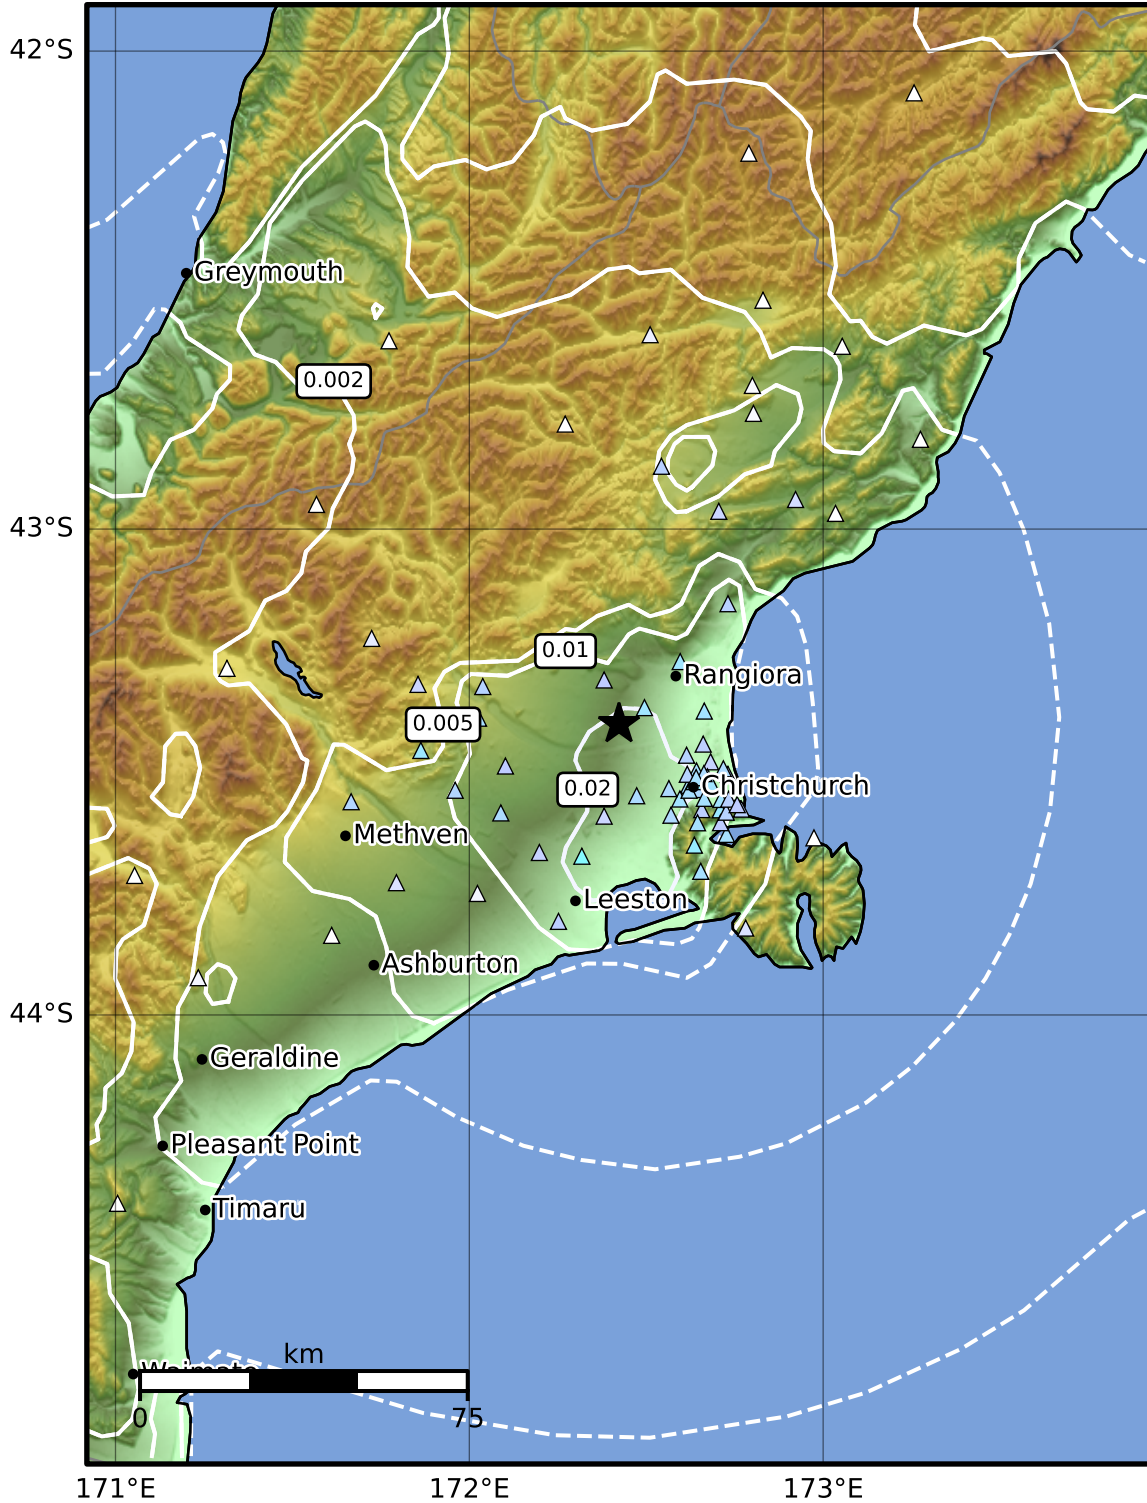 42°S
Greymouth
0.002
43°S
0.01
Rangiora
0.005
0.02
Christchurch
Methven
Leeston
Ashburton
44°S
Geraldine
Pleasant Point
Timaru
km
Waimate
0 75
171°E 172°E 173°E